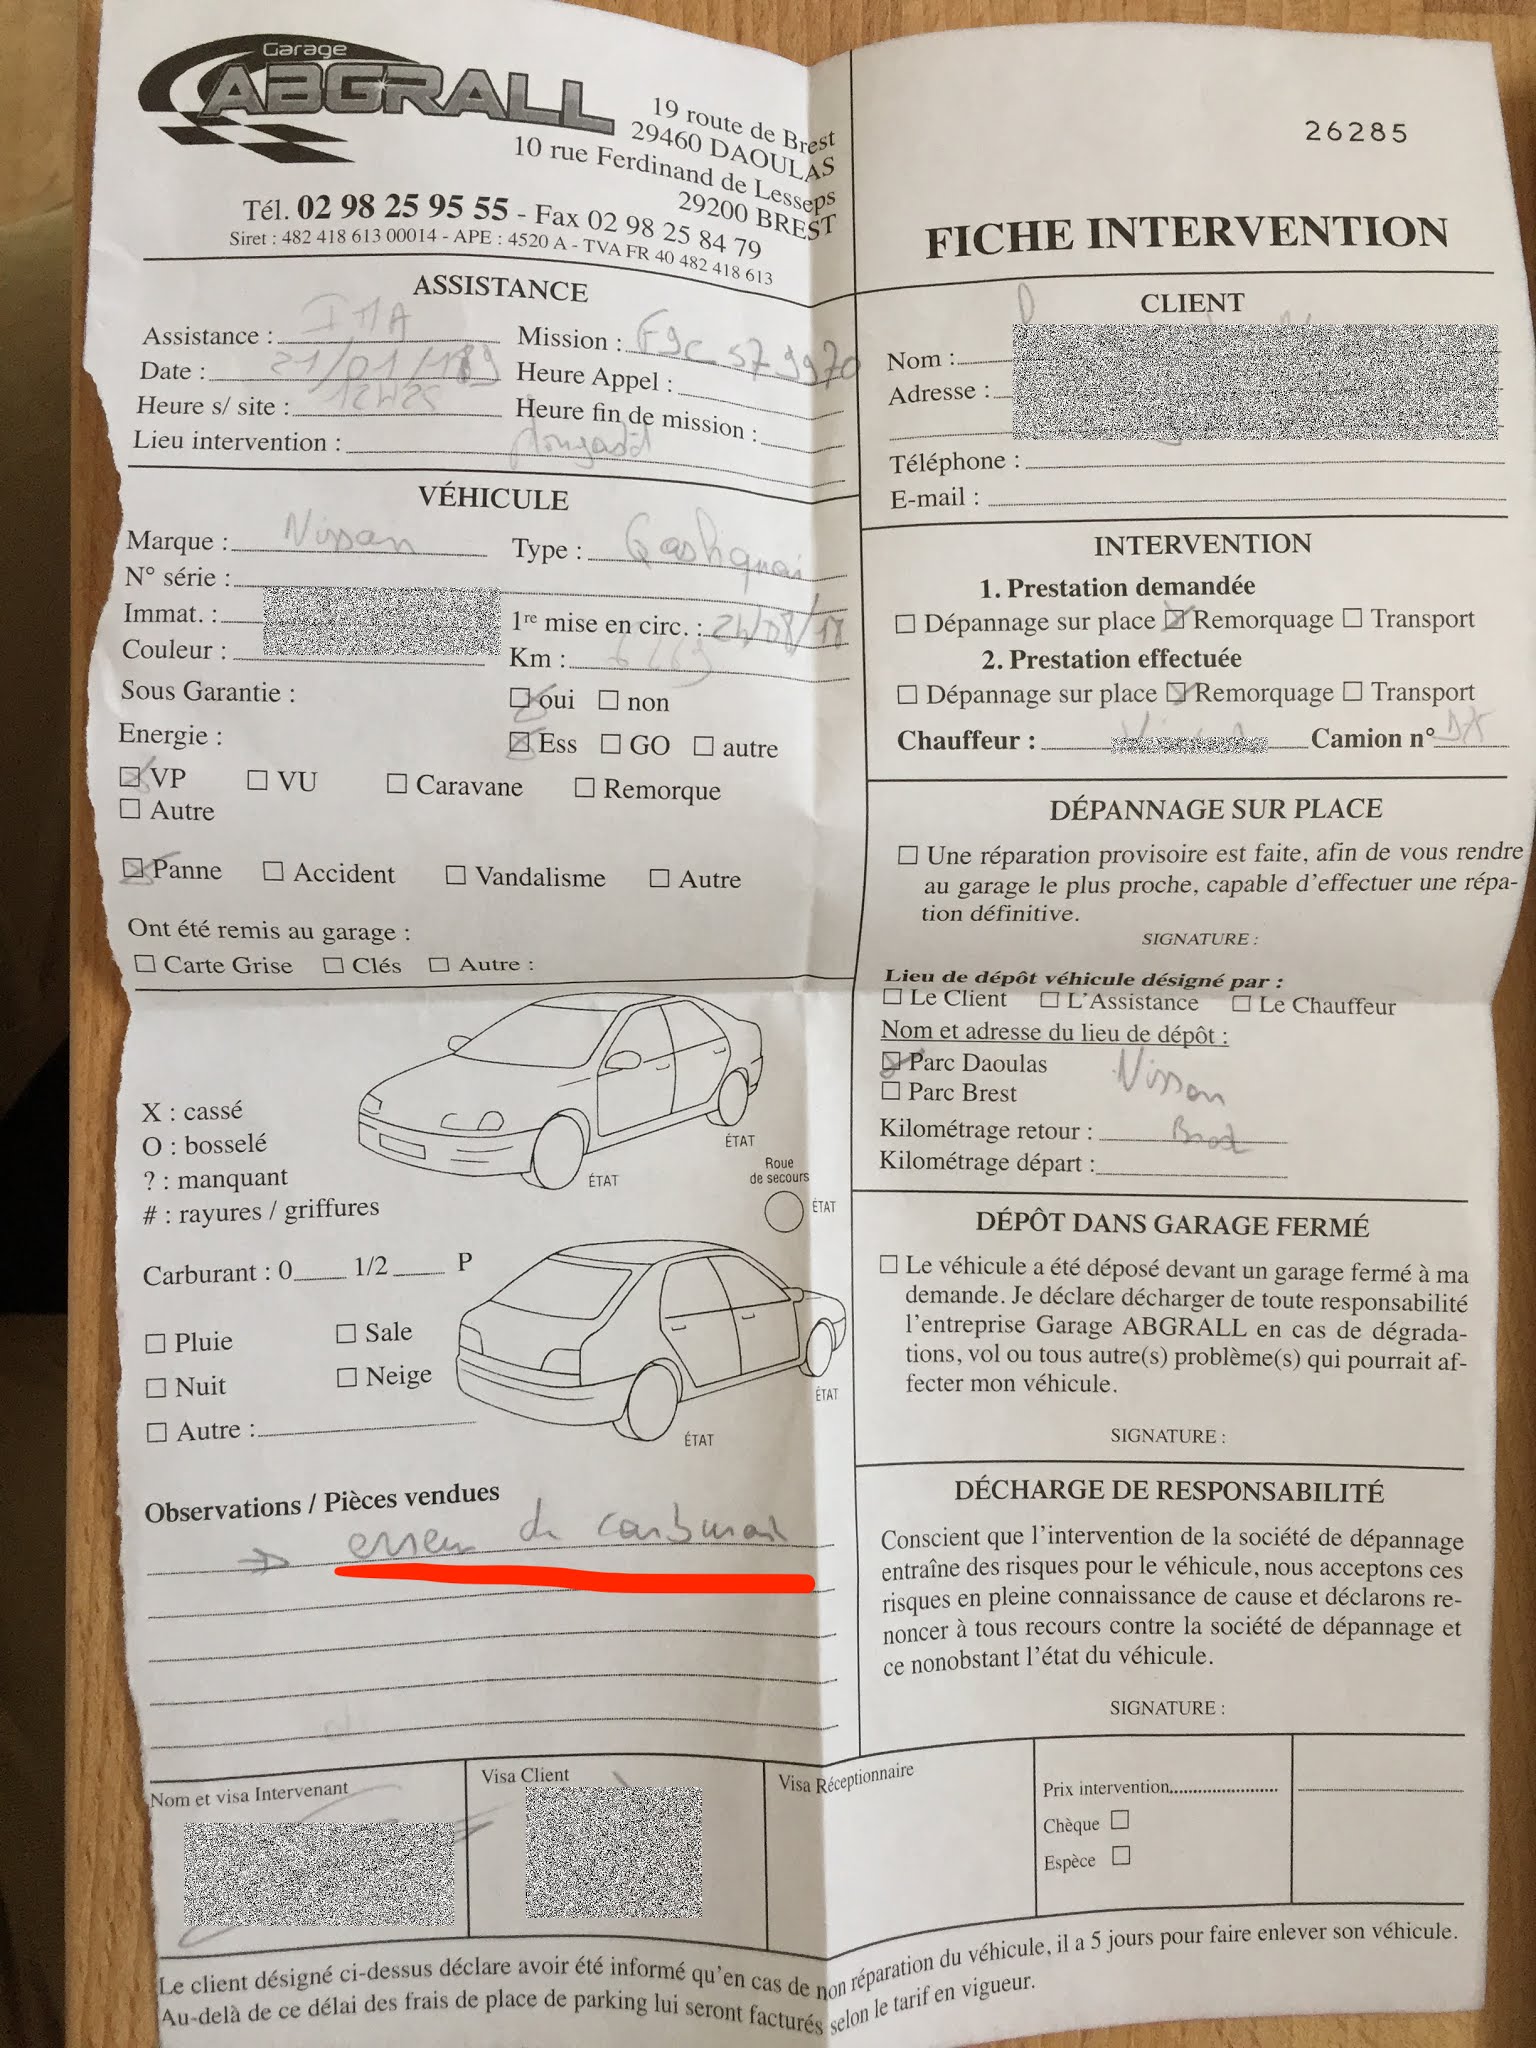 Garage
ABGRALL
19 route de Brest
29460 DAOULAS
10 rue Ferdinand de Lesseps
29200 BREST
Tél. 02 98 25 95 55 - Fax 02 98 25 84 79
Siret : 482 418 613 00014 - APE : 4520 A - TVA FR 40 482 418 613
26285
FICHE INTERVENTION
ASSISTANCE
Assistance : IMA Mission :
Date : 21/01/19 Heure Appel :
Heure s/ site : 12H25 Heure fin de mission :
Lieu intervention :
VÉHICULE
Marque : Nissan Type : Qashquai
N° série :
Immat. : 1re mise en circ. : 24/08/18
Couleur : Km :
Sous Garantie : oui non
Energie : Ess GO autre
VP VU Caravane Remorque
Autre
Panne Accident Vandalisme Autre
Ont été remis au garage :
Carte Grise Clés Autre :
X : cassé
O : bosselé
? : manquant
# : rayures / griffures
ÉTAT
ÉTAT
Roue
de secours
ÉTAT
Carburant : 0 1/2 P
Pluie Sale
Nuit Neige
Autre :
ÉTAT
ÉTAT
Observations / Pièces vendues
erreur de carburant
CLIENT
Nom :
Adresse :
Téléphone :
E-mail :
INTERVENTION
1. Prestation demandée
Dépannage sur place Remorquage Transport
2. Prestation effectuée
Dépannage sur place Remorquage Transport
Chauffeur : Camion n°
DÉPANNAGE SUR PLACE
Une réparation provisoire est faite, afin de vous rendre
au garage le plus proche, capable d'effectuer une répa-
tion définitive.
SIGNATURE :
Lieu de dépôt véhicule désigné par :
Le Client L'Assistance Le Chauffeur
Nom et adresse du lieu de dépôt :
Parc Daoulas Nissan
Parc Brest
Kilométrage retour : Brest
Kilométrage départ :
DÉPÔT DANS GARAGE FERMÉ
Le véhicule a été déposé devant un garage fermé à ma
demande. Je déclare décharger de toute responsabilité
l'entreprise Garage ABGRALL en cas de dégrada-
tions, vol ou tous autre(s) problème(s) qui pourrait af-
fecter mon véhicule.
SIGNATURE :
DÉCHARGE DE RESPONSABILITÉ
Conscient que l'intervention de la société de dépannage
entraîne des risques pour le véhicule, nous acceptons ces
risques en pleine connaissance de cause et déclarons re-
noncer à tous recours contre la société de dépannage et
ce nonobstant l'état du véhicule.
SIGNATURE :
Nom et visa Intervenant
Visa Client
Visa Réceptionnaire
Prix intervention
Chèque
Espèce
Le client désigné ci-dessus déclare avoir été informé qu'en cas de non réparation du véhicule, il a 5 jours pour faire enlever son véhicule.
Au-delà de ce délai des frais de place de parking lui seront facturés selon le tarif en vigueur.